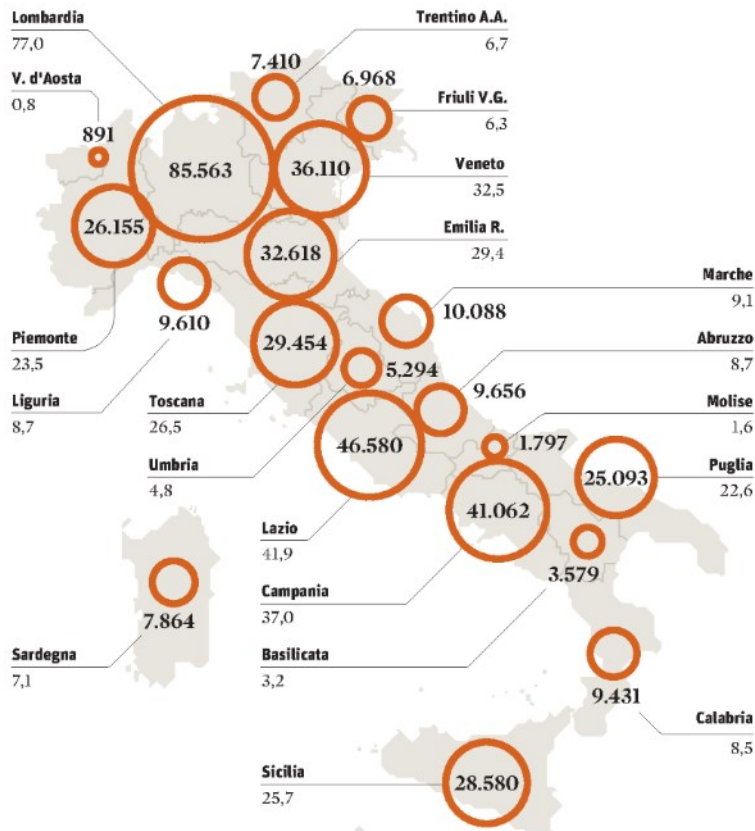 Lombardia
77,0
Trentino A.A.
6,7
7.410
6.968
V. d'Aosta
0,8
Friuli V.G.
6,3
891
85.563
36.110
Veneto
32,5
26.155
32.618
Emilia R.
29,4
Marche
9,1
9.610
10.088
Piemonte
23,5
29.454
5.294
Abruzzo
8,7
9.656
Liguria
8,7
Toscana
26,5
Molise
1,6
46.580
1.797
Umbria
4,8
25.093
Puglia
22,6
41.062
Lazio
41,9
3.579
7.864
Campania
37,0
Sardegna
7,1
Basilicata
3,2
9.431
Calabria
8,5
Sicilia
25,7
28.580